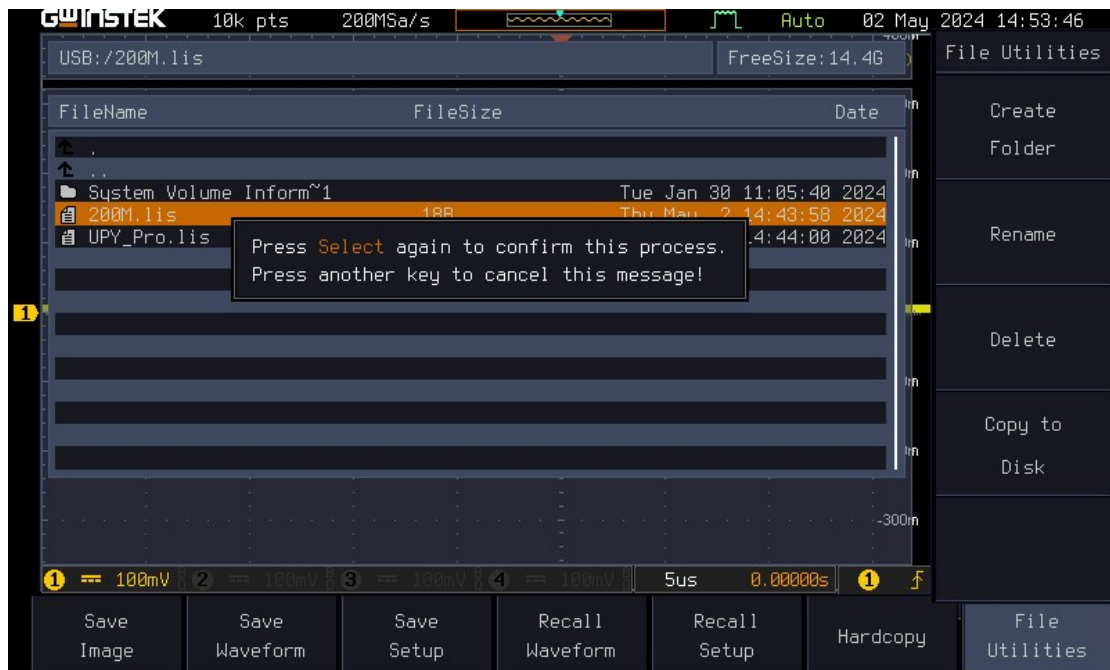 GWINSTEK 10k pts 200MSa/s Auto 02 May 2024 14:53:46
USB:/200M.lis FreeSize:14.4G
File Utilities
FileName FileSize Date
.
..
System Volume Inform~1 Tue Jan 30 11:05:40 2024
200M.lis 18B Thu May 2 14:43:58 2024
UPY_Pro.lis 4:44:00 2024
Press Select again to confirm this process.
Press another key to cancel this message!
Create
Folder
Rename
Delete
Copy to
Disk
1
-300m
1 100mV 2 100mV 3 100mV 4 100mV 5us 0.00000s 1
Save
Image
Save
Waveform
Save
Setup
Recall
Waveform
Recall
Setup
Hardcopy
File
Utilities